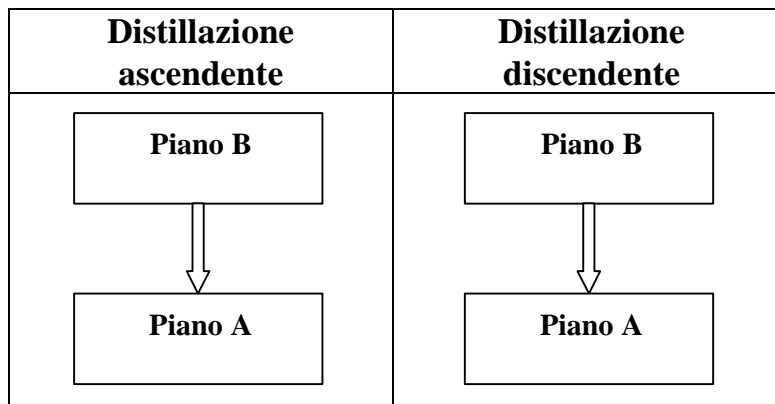 Distillazione
ascendente
Distillazione
discendente
Piano B
Piano B
Piano A
Piano A